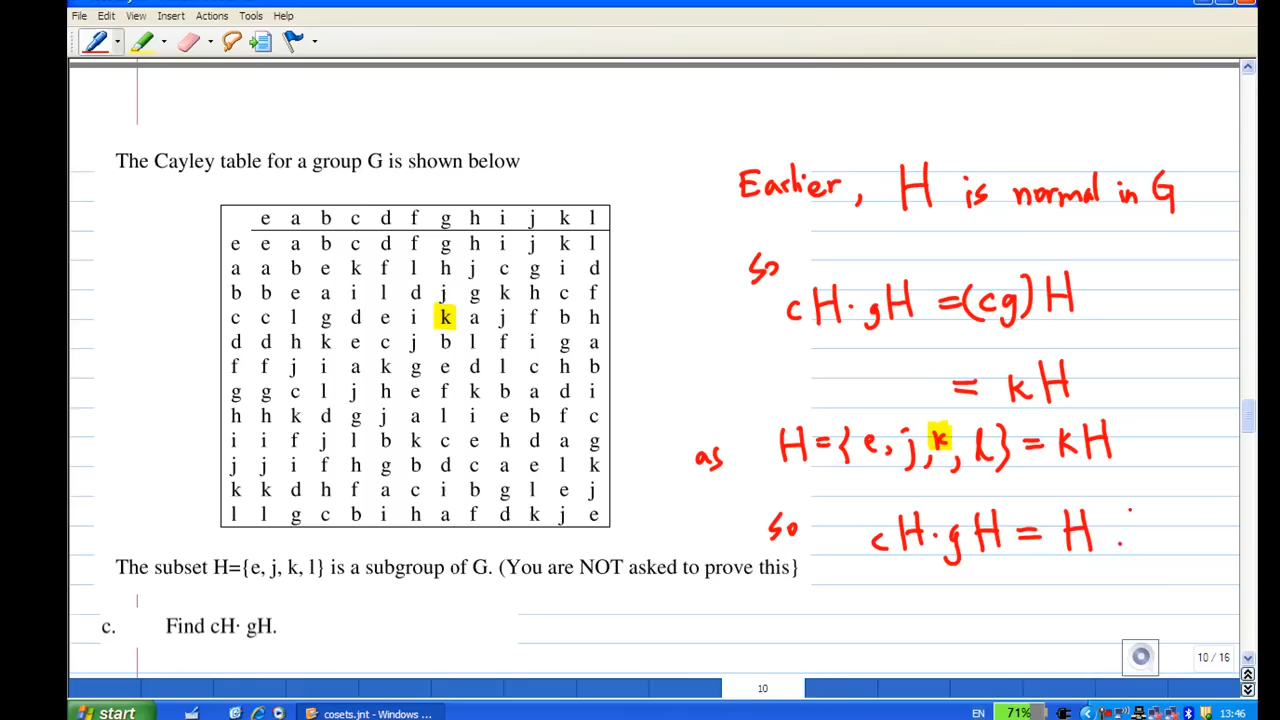 File Edit View Insert Actions Tools Help
The Cayley table for a group G is shown below
e a b c d f g h i j k l
e e a b c d f g h i j k l
a a b e k f l h j c g i d
b b e a i l d j g k h c f
c c l g d e i k a j f b h
d d h k e c j b l f i g a
f f j i a k g e d l c h b
g g c l j h e f k b a d i
h h k d g j a l i e b f c
i i f j l b k c e h d a g
j j i f h g b d c a e l k
k k d h f a c i b g l e j
l l g c b i h a f d k j e
The subset H={e, j, k, l} is a subgroup of G. (You are NOT asked to prove this}
c. Find cH· gH.
Earlier, H is normal in G
so
cH·gH =(cg)H
= kH
as H={e, j, k, l} = kH
so cH·gH = H
10 / 16
10
start
cosets.jnt - Windows ...
EN
71%
13:46